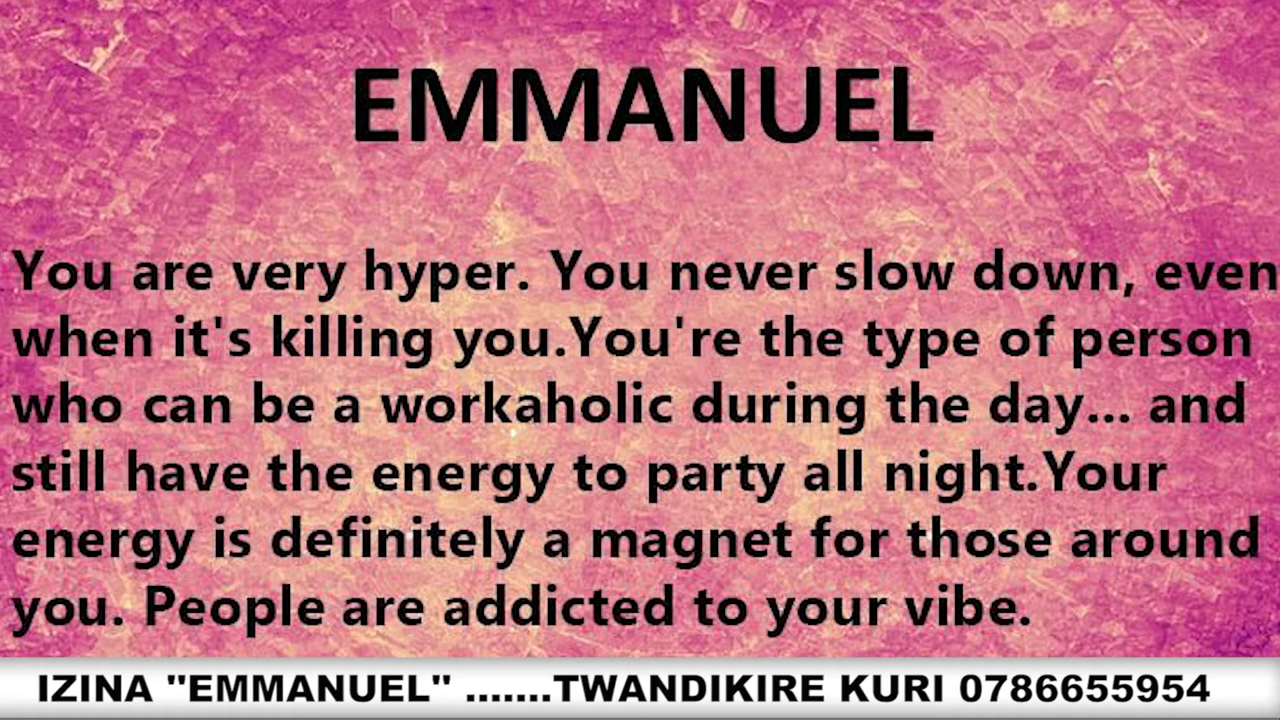 EMMANUEL
You are very hyper. You never slow down, even
when it's killing you.You're the type of person
who can be a workaholic during the day... and
still have the energy to party all night.Your
energy is definitely a magnet for those around
you. People are addicted to your vibe.
IZINA "EMMANUEL" .......TWANDIKIRE KURI 0786655954